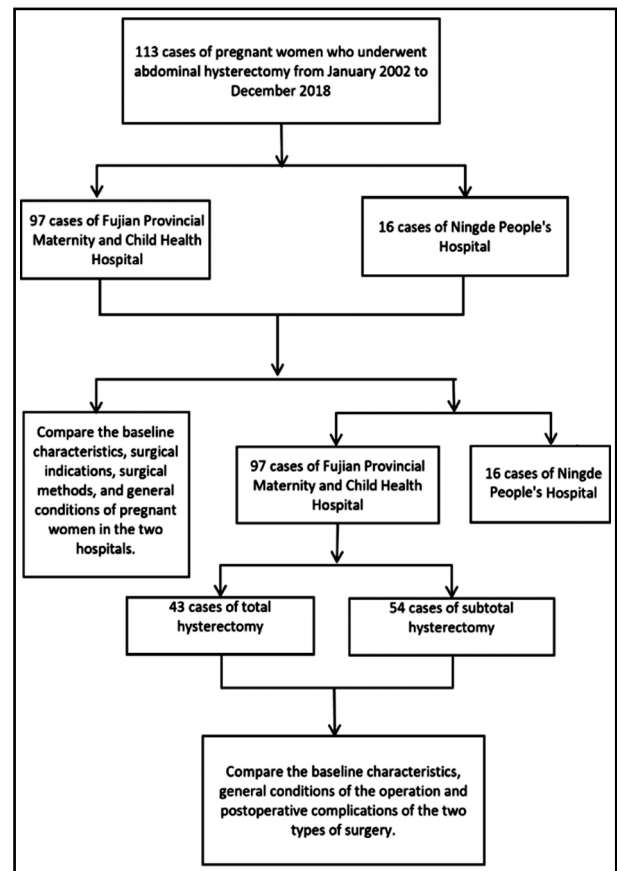 113 cases of pregnant women who underwent
abdominal hysterectomy from January 2002 to
December 2018
97 cases of Fujian Provincial
Maternity and Child Health
Hospital
16 cases of Ningde People's
Hospital
Compare the baseline
characteristics, surgical
indications, surgical
methods, and general
conditions of pregnant
women in the two
hospitals.
97 cases of Fujian Provincial
Maternity and Child Health
Hospital
16 cases of Ningde
People's Hospital
43 cases of total
hysterectomy
54 cases of subtotal
hysterectomy
Compare the baseline characteristics,
general conditions of the operation and
postoperative complications of the two
types of surgery.